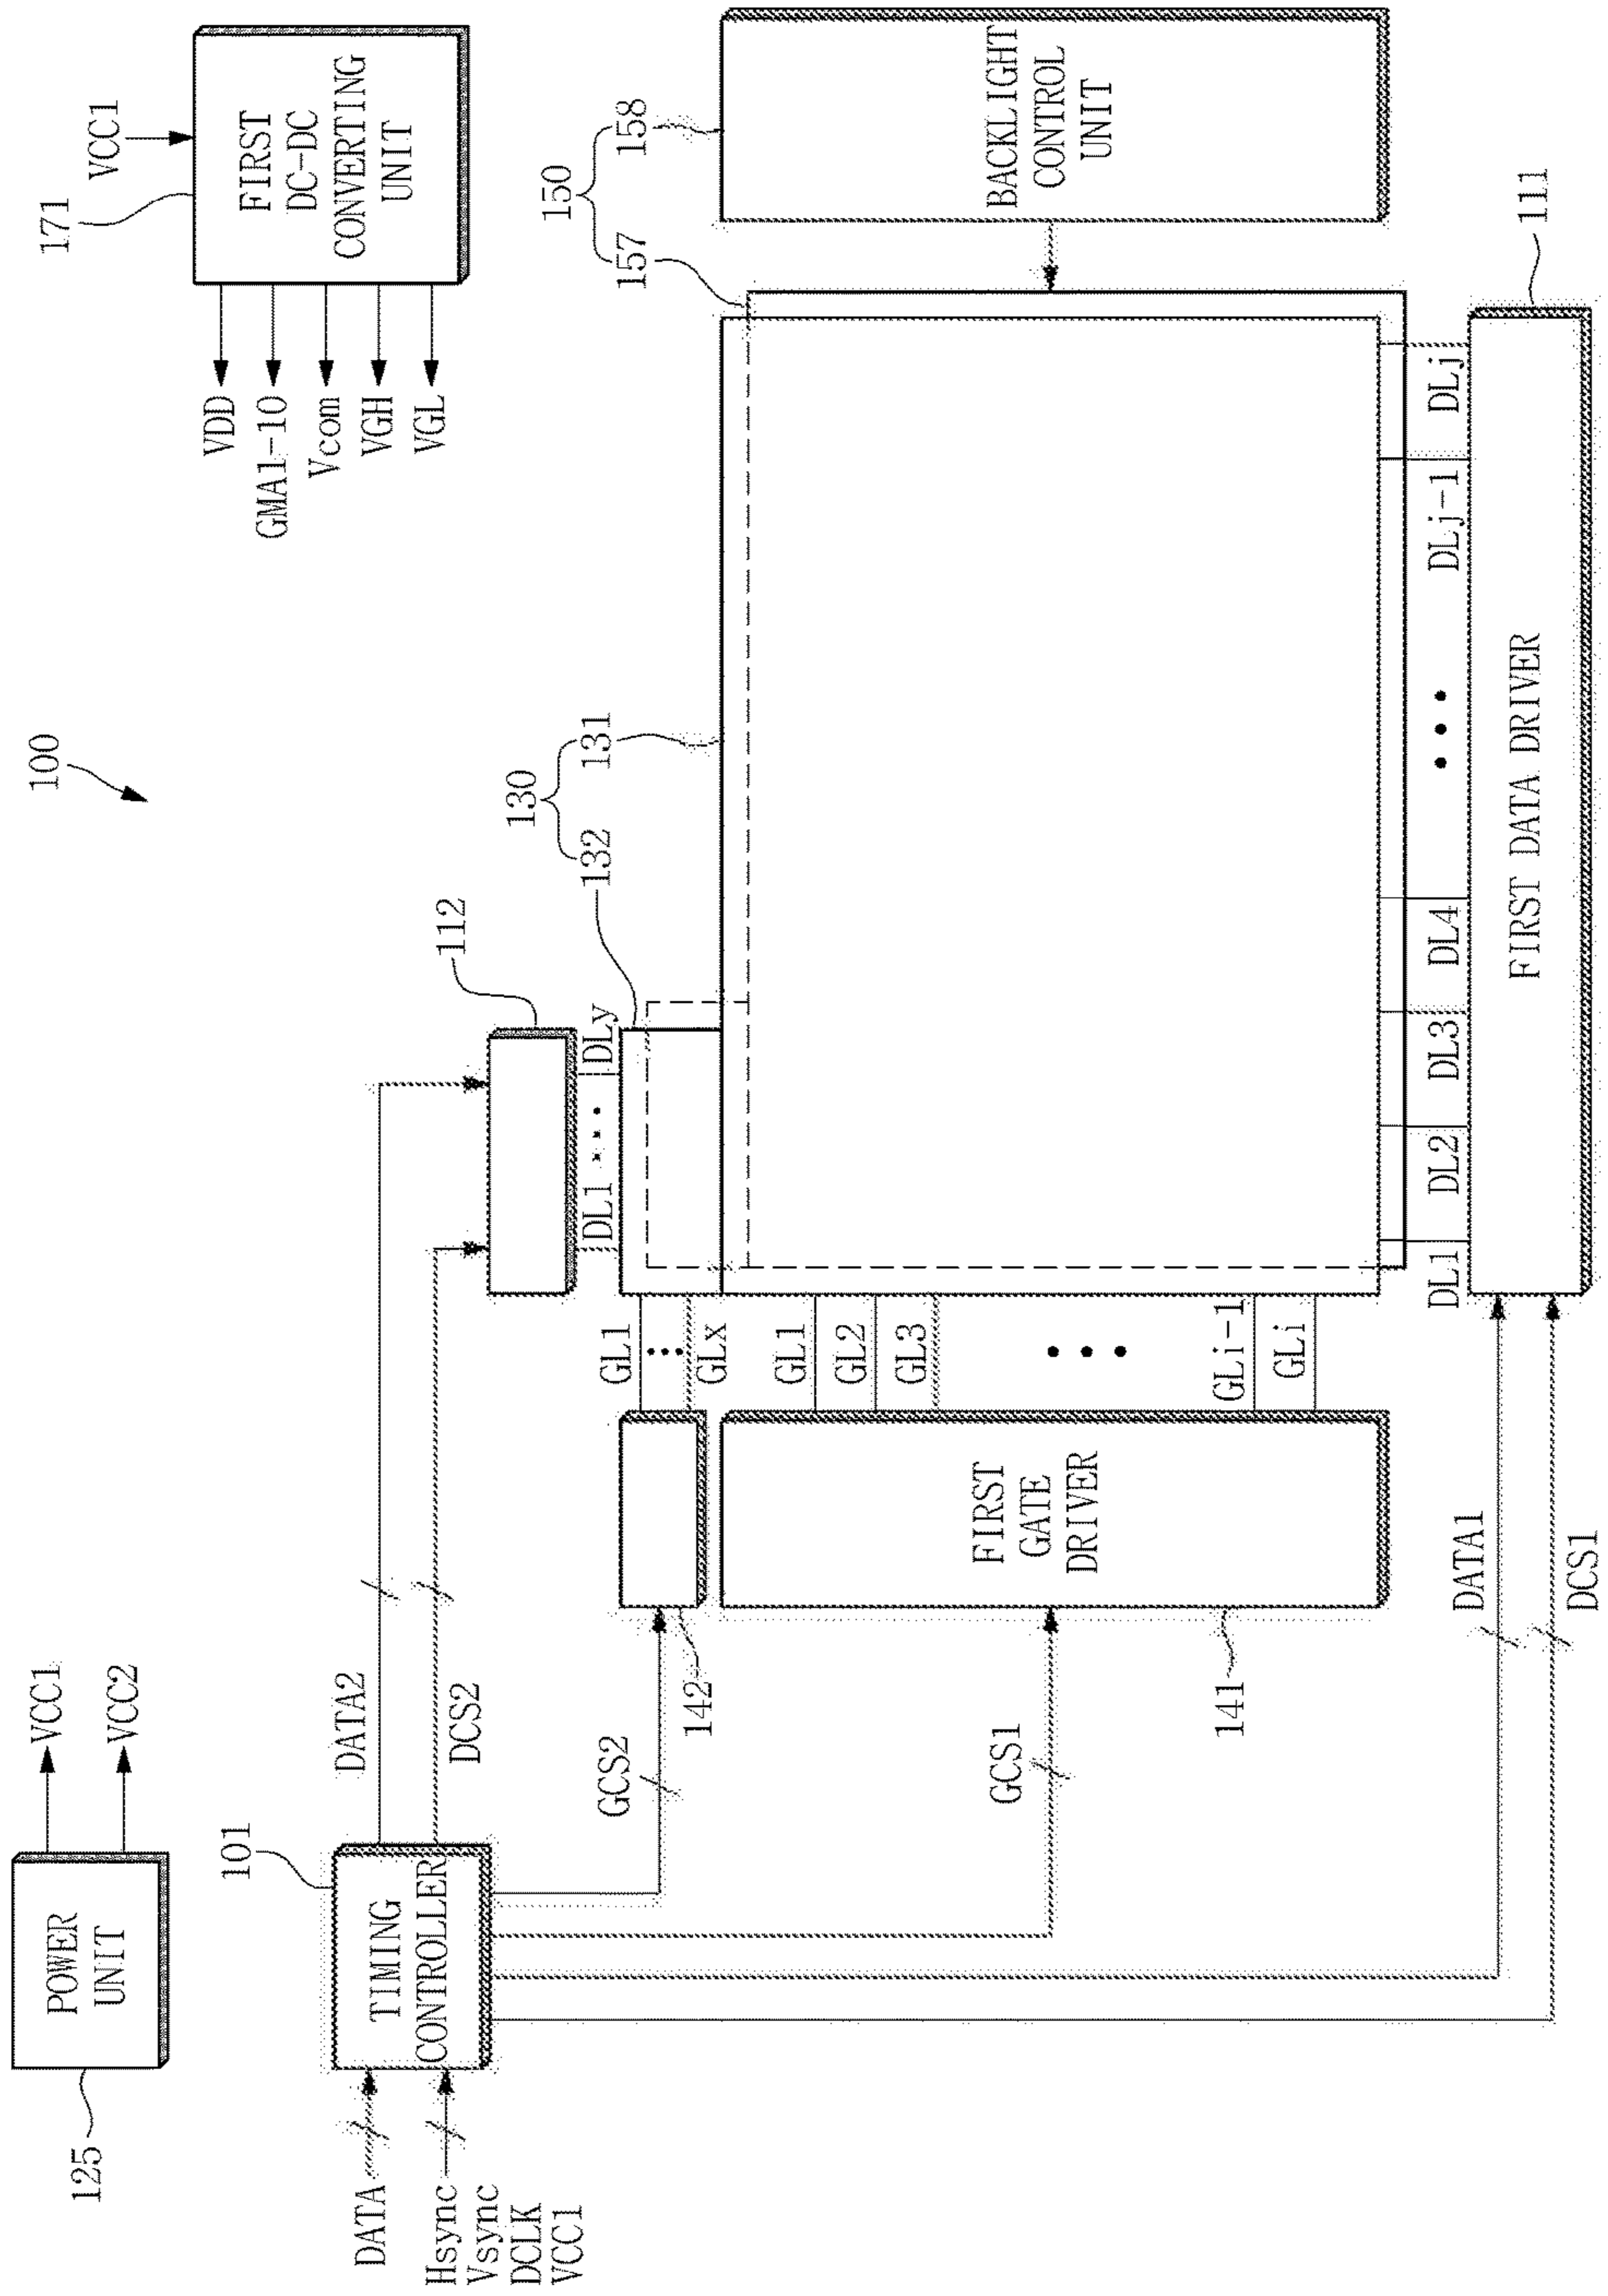 100
POWER
UNIT
125
VCC1
VCC2
VCC1
171
FIRST
DC-DC
CONVERTING
UNIT
VDD
GMA1-10
Vcom
VGH
VGL
101
TIMING
CONTROLLER
DATA
Hsync
Vsync
DCLK
VCC1
DATA2
DCS2
112
DL1
DLy
130
132
131
150
157
158
GCS2
142
GL1
GLx
GL1
GL2
GL3
GLi-1
GLi
FIRST
GATE
DRIVER
GCS1
141
BACKLIGHT
CONTROL
UNIT
DL1
DL2
DL3
DL4
DLj-1
DLj
DATA1
DCS1
FIRST DATA DRIVER
111